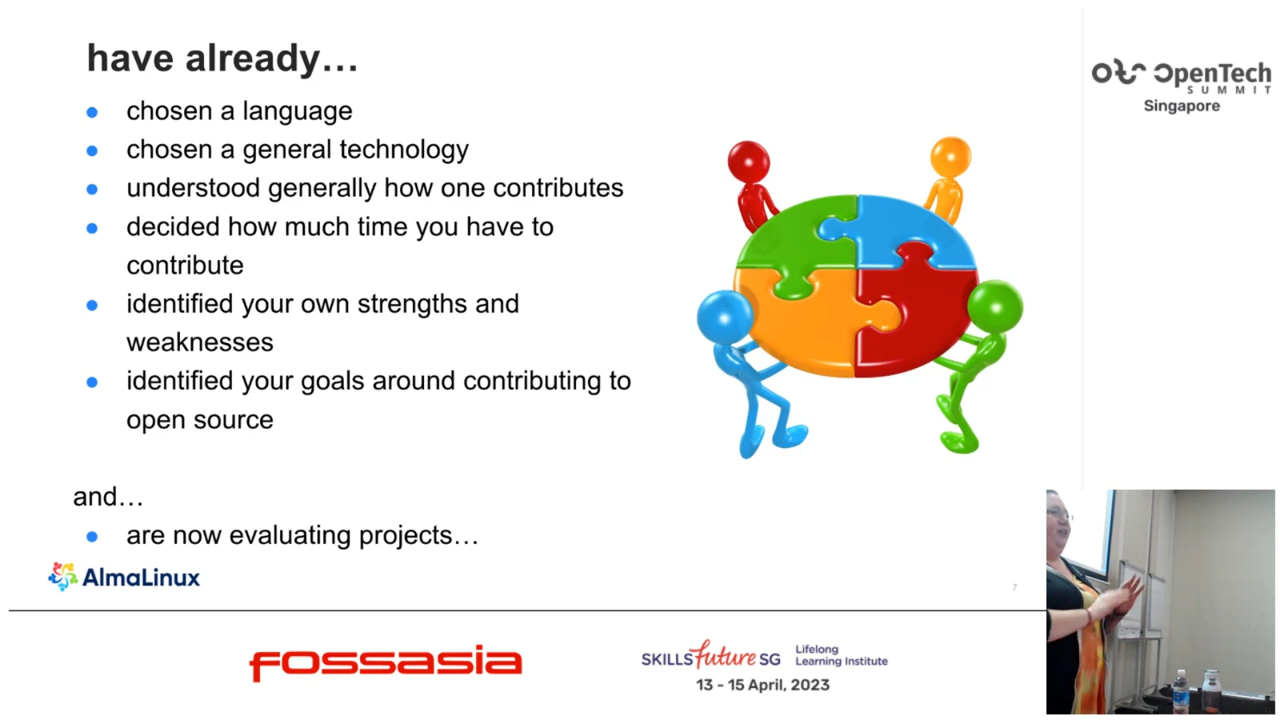 have already…
chosen a language
chosen a general technology
understood generally how one contributes
decided how much time you have to
contribute
identified your own strengths and
weaknesses
identified your goals around contributing to
open source
and…
are now evaluating projects…
AlmaLinux
7
OpenTech
SUMMIT
Singapore
FOSSASIA
SKILLSfuture SG
Lifelong
Learning Institute
13 - 15 April, 2023